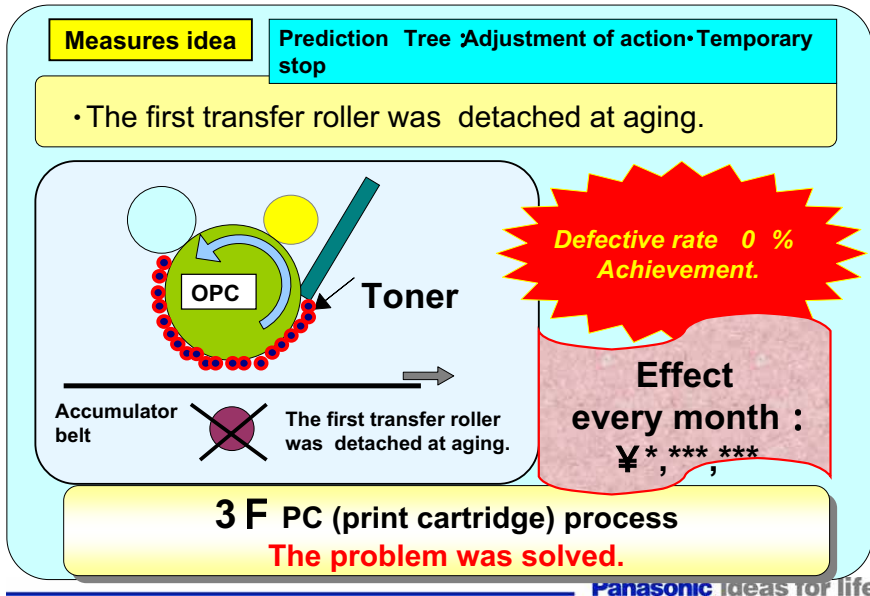 Measures idea
Prediction Tree :Adjustment of action・Temporary
stop
・The first transfer roller was detached at aging.
Defective rate 0 %
Achievement.
OPC
Toner
Effect
every month：
￥*,***,***
Accumulator
belt
The first transfer roller
was detached at aging.
３Ｆ PC (print cartridge) process
The problem was solved.
Panasonic ideas for life